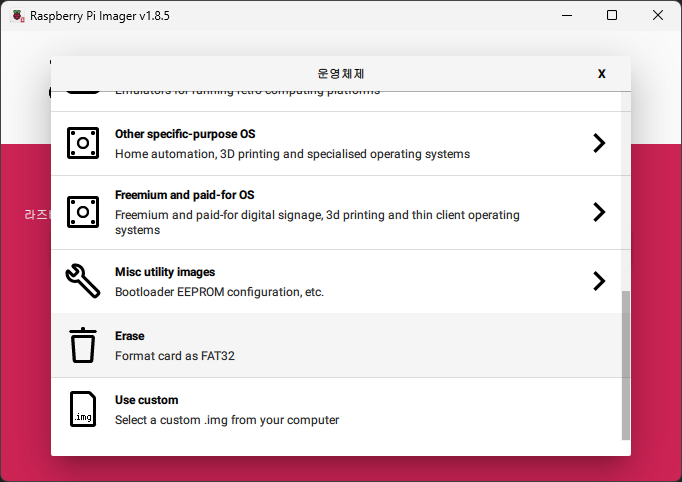 Raspberry Pi Imager v1.8.5
운영체제
X
Emulators for running retro computing platforms
Other specific-purpose OS
Home automation, 3D printing and specialised operating systems
Freemium and paid-for OS
Freemium and paid-for digital signage, 3d printing and thin client operating
systems
라즈
Misc utility images
Bootloader EEPROM configuration, etc.
Erase
Format card as FAT32
.img
Use custom
Select a custom .img from your computer